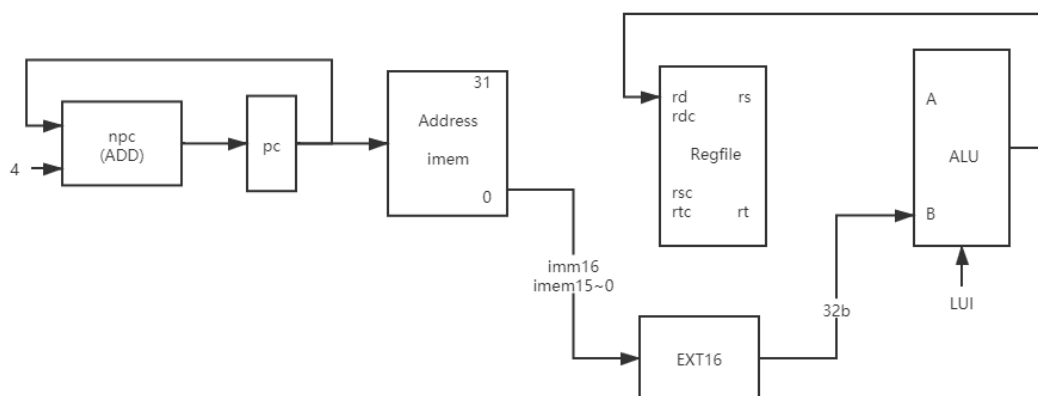 4
npc
(ADD)
pc
31
Address
imem
0
imm16
imem15~0
EXT16
32b
rd rs
rdc
Regfile
rsc
rtc rt
A
ALU
B
LUI